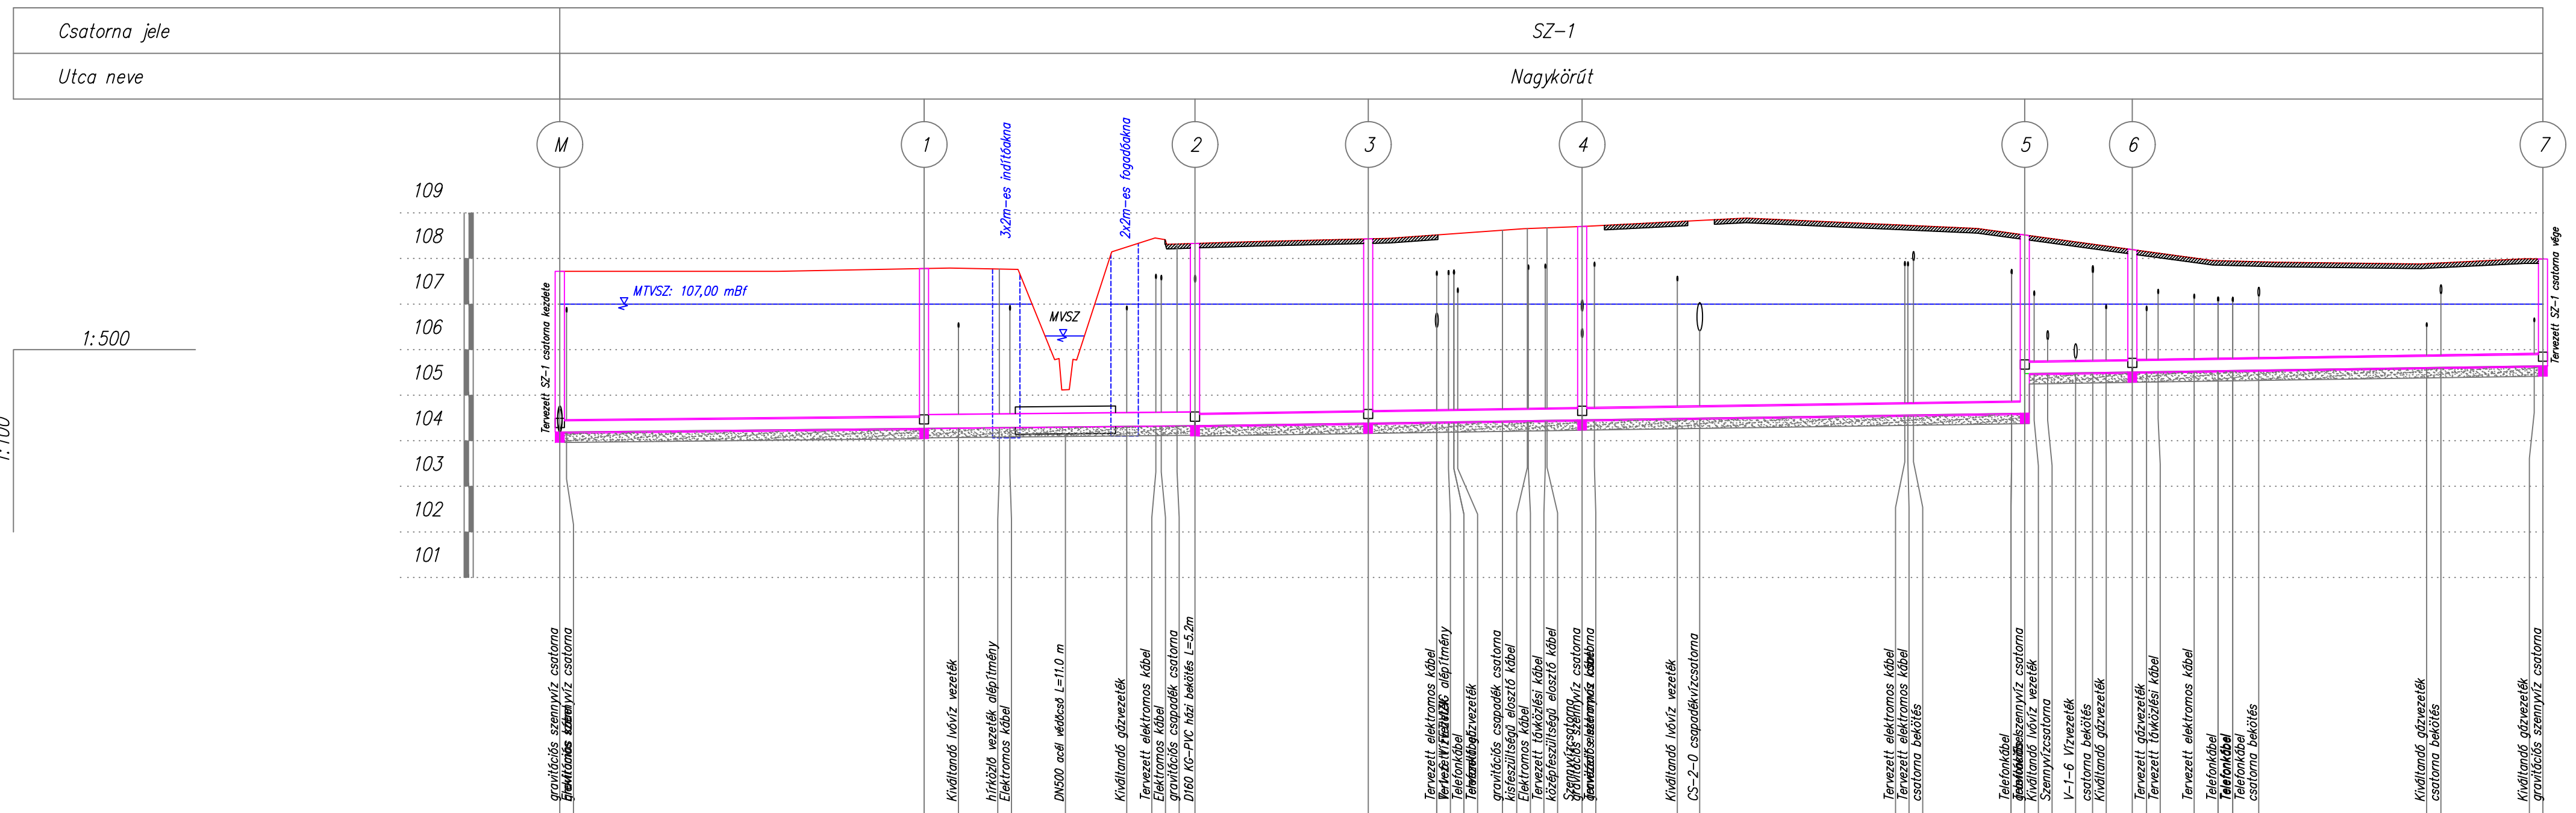 Csatorna jele
SZ-1
Utca neve
Nagykörút
M
1
2
3
4
5
6
7
3x2m-es indítóakna
2x2m-es fogadóakna
109
108
107
106
105
104
103
102
101
1:500
1:100
MTVSZ: 107,00 mBf
MVSZ
Tervezett SZ-1 csatorna kezdete
Tervezett SZ-1 csatorna vége
gravitációs szennyvíz csatorna
Kiváltandó Ivóvíz vezeték
hírközlő vezeték alépítmény
Elektromos kábel
DN500 acél védőcső L=11.0 m
Kiváltandó gázvezeték
Tervezett elektromos kábel
Elektromos kábel
gravitációs csapadék csatorna
D160 KG-PVC házi bekötés L=5.2m
Tervezett elektromos kábel
Telefonkábel
gravitációs csapadék csatorna
kisfeszültségű elosztó kábel
Elektromos kábel
Tervezett távközlési kábel
középfeszültségű elosztó kábel
Szennyvízcsatorna
gravitációs szennyvíz csatorna
Kiváltandó Ivóvíz vezeték
CS-2-0 csapadékvízcsatorna
Tervezett elektromos kábel
Tervezett elektromos kábel
csatorna bekötés
Telefonkábel
Kiváltandó Ivóvíz vezeték
Szennyvízcsatorna
V-1-6 Vízvezeték
csatorna bekötés
Kiváltandó gázvezeték
Tervezett gázvezeték
Tervezett távközlési kábel
Tervezett elektromos kábel
Telefonkábel
Telefonkábel
Telefonkábel
csatorna bekötés
Kiváltandó gázvezeték
csatorna bekötés
Kiváltandó gázvezeték
gravitációs szennyvíz csatorna